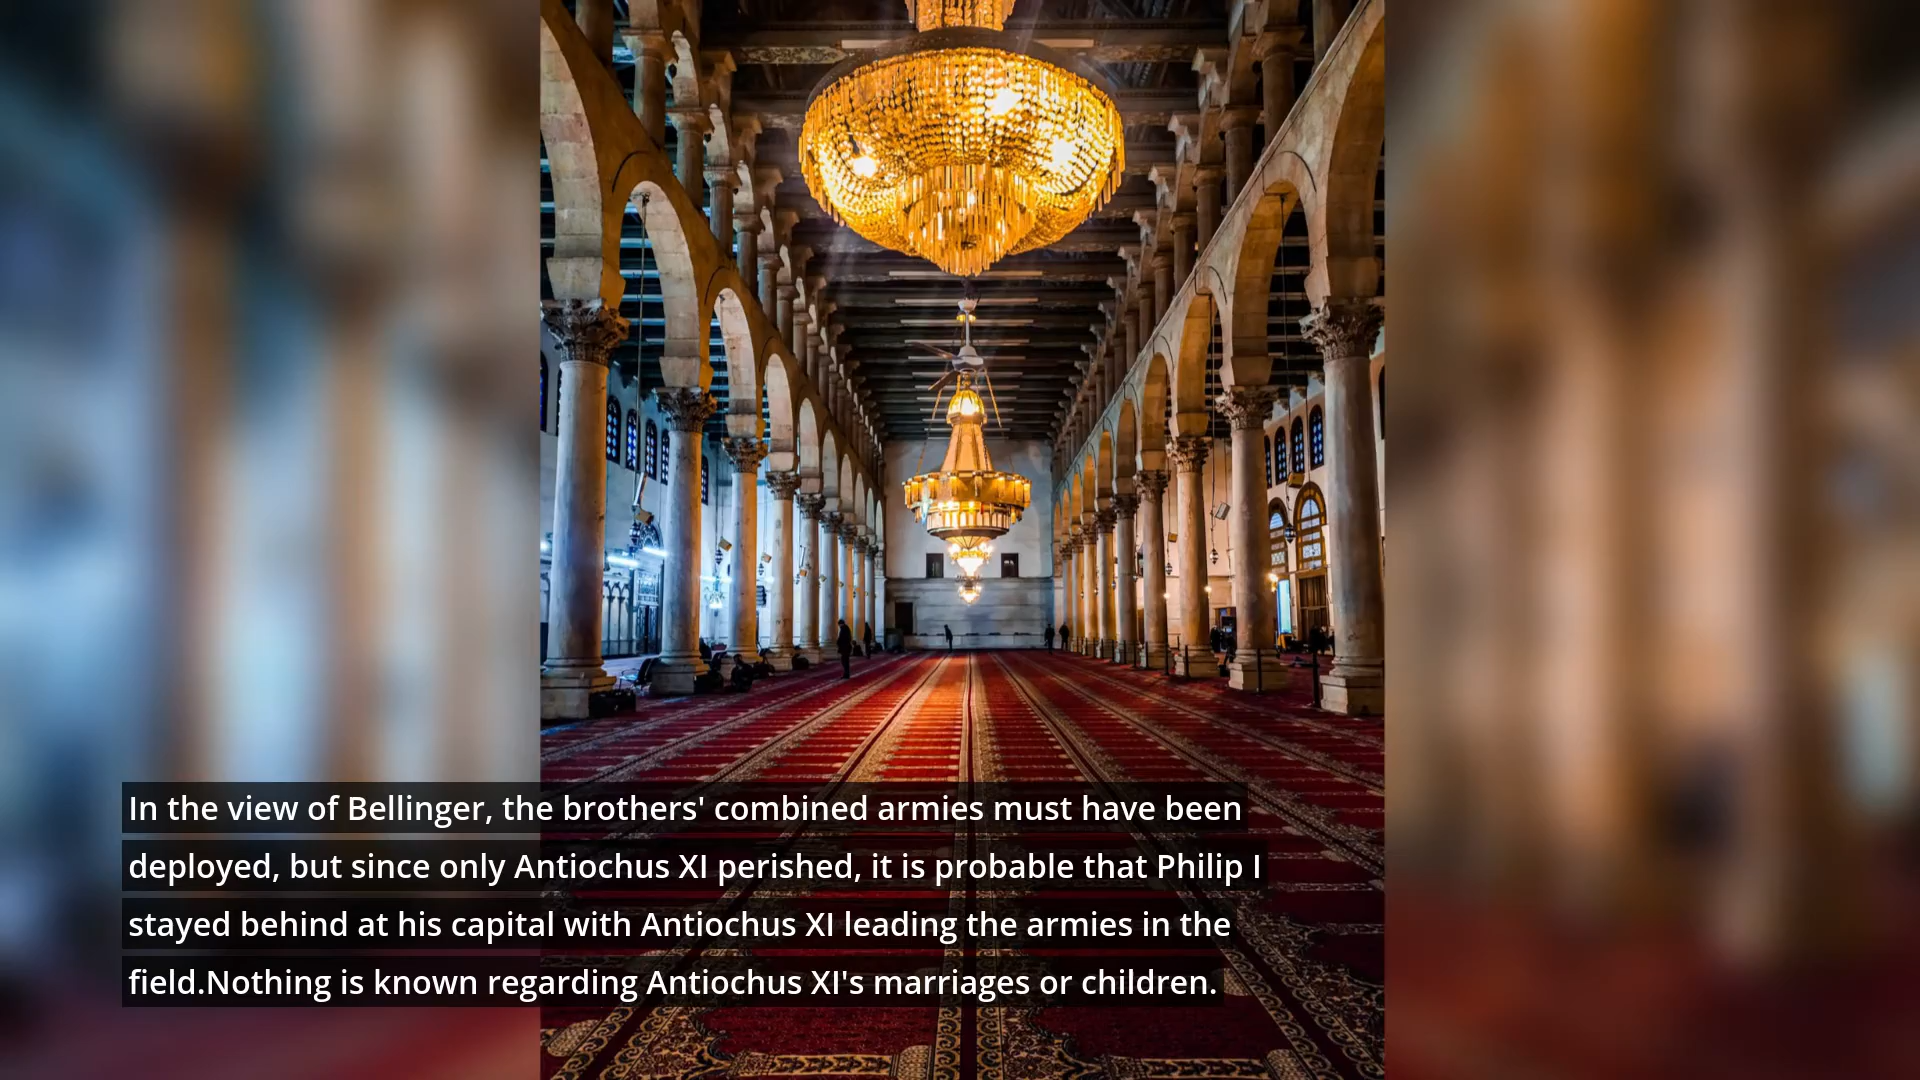 In the view of Bellinger, the brothers' combined armies must have been
deployed, but since only Antiochus XI perished, it is probable that Philip I
stayed behind at his capital with Antiochus XI leading the armies in the
field.Nothing is known regarding Antiochus XI's marriages or children.